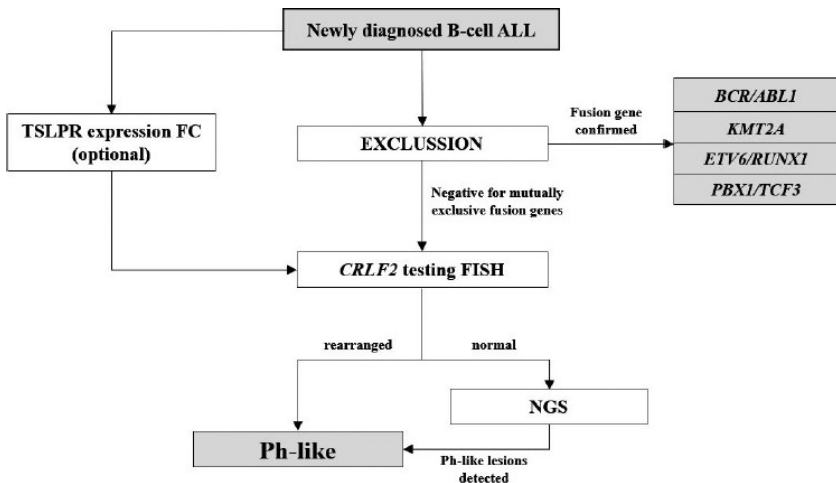 Newly diagnosed B-cell ALL
TSLPR expression FC
(optional)
EXCLUSSION
Fusion gene
confirmed
BCR/ABL1
KMT2A
ETV6/RUNX1
PBX1/TCF3
Negative for mutually
exclusive fusion genes
CRLF2 testing FISH
rearranged
normal
NGS
Ph-like
Ph-like lesions
detected